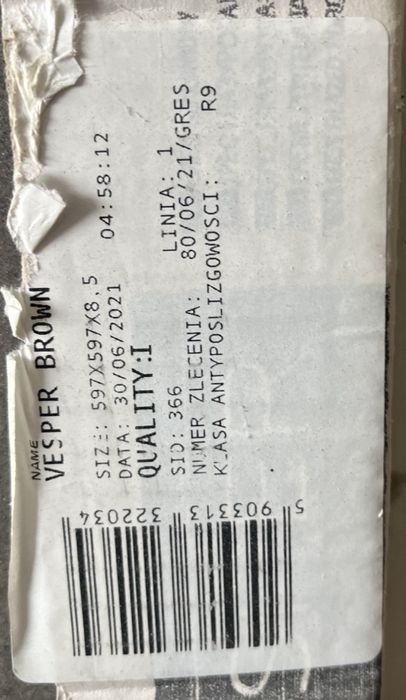 NAME
VESPER BROWN
SIZE: 597X597X8,5
DATA: 30/06/2021 04:58:12
QUALITY:I
SID: 366 LINIA: 1
NUMER ZLECENIA: 80/06/21/GRES
KLASA ANTYPOSLIZGOWOSCI: R9
5 903313 322034